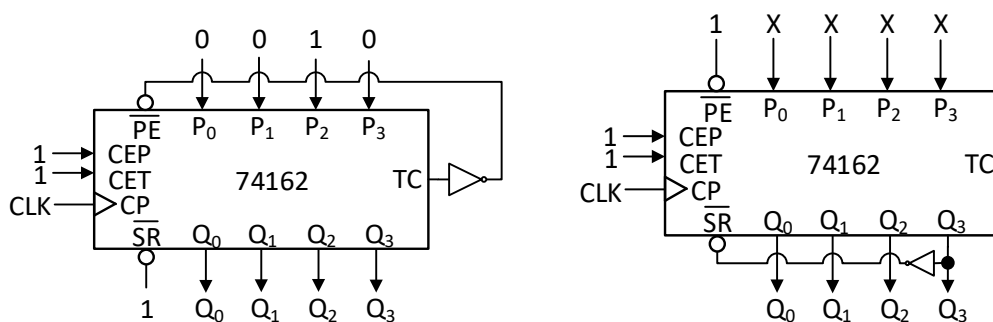 0 0 1 0
PE P₀ P₁ P₂ P₃
1 CEP
1 CET
74162 TC
CLK CP
SR Q₀ Q₁ Q₂ Q₃
1 Q₀ Q₁ Q₂ Q₃
1 X X X X
PE P₀ P₁ P₂ P₃
1 CEP
1 CET
74162 TC
CLK CP
SR Q₀ Q₁ Q₂ Q₃
Q₀ Q₁ Q₂ Q₃